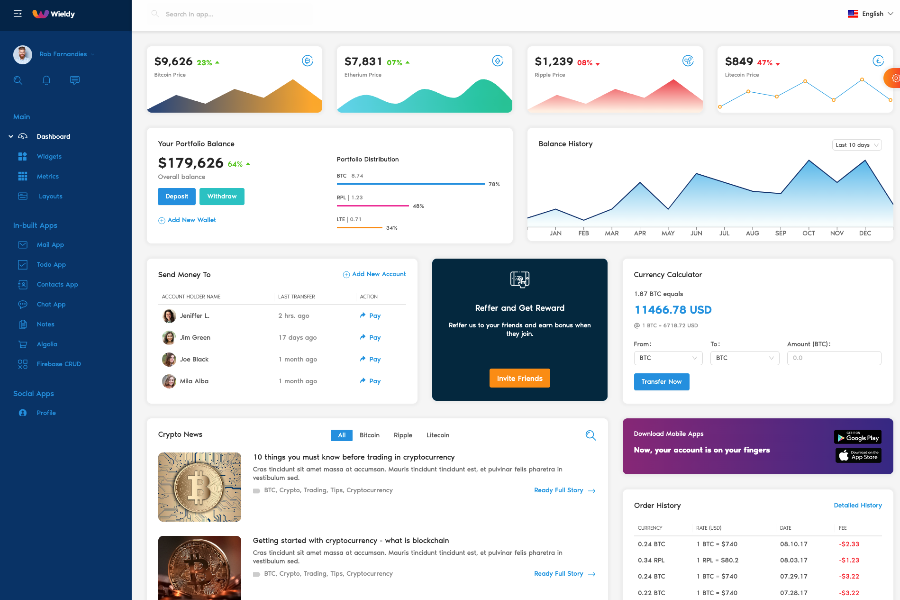 Wieldy
Search in app...
English
Rob Farnandies
Main
Dashboard
Widgets
Metrics
Layouts
In-built Apps
Mail App
Todo App
Contacts App
Chat App
Notes
Algolia
Firebase CRUD
Social Apps
Profile
$9,626 23%
Bitcoin Price
$7,831 07%
Etherium Price
$1,239 08%
Ripple Price
$849 47%
Litecoin Price
Your Portfolio Balance
$179,626 64%
Overall balance
Deposit
Withdraw
Add New Wallet
Portfolio Distribution
BTC 8.74
78%
RPL | 1.23
48%
LTE | 0.71
34%
Balance History
Last 10 days
JAN FEB MAR APR MAY JUN JUL AUG SEP OCT NOV DEC
Send Money To
Add New Account
ACCOUNT HOLDER NAME LAST TRANSFER ACTION
Jeniffer L. 2 hrs. ago Pay
Jim Green 17 days ago Pay
Joe Black 1 month ago Pay
Mila Alba 1 month ago Pay
Refer and Get Reward
Reffer us to your friends and earn bonus when
they join.
Invite Friends
Currency Calculator
1.87 BTC equals
11466.78 USD
@ 1 BTC = 6718.72 USD
From: To: Amount (BTC):
BTC BTC 0.0
Transfer Now
Crypto News
All Bitcoin Ripple Litecoin
10 things you must know before trading in cryptocurrency
Cras tincidunt sit amet massa at accumsan. Mauris tincidunt tincidunt est, et pulvinar felis pharetra in
vestibulum sed.
BTC, Crypto, Trading, Tips, Cryptocurrency
Ready Full Story
Getting started with cryptocurrency - what is blockchain
Cras tincidunt sit amet massa at accumsan. Mauris tincidunt tincidunt est, et pulvinar felis pharetra in
vestibulum sed.
BTC, Crypto, Trading, Tips, Cryptocurrency
Ready Full Story
Download Mobile Apps
Now, your account is on your fingers
GET IT ON
Google Play
Download on the
App Store
Order History
Detailed History
CURRENCY RATE (USD) DATE FEE
0.24 BTC 1 BTC = $740 08.10.17 -$2.33
0.34 RPL 1 RPL = $80.2 08.03.17 -$1.23
0.24 BTC 1 BTC = $740 07.29.17 -$3.22
0.22 BTC 1 BTC = $740 07.28.17 -$3.22